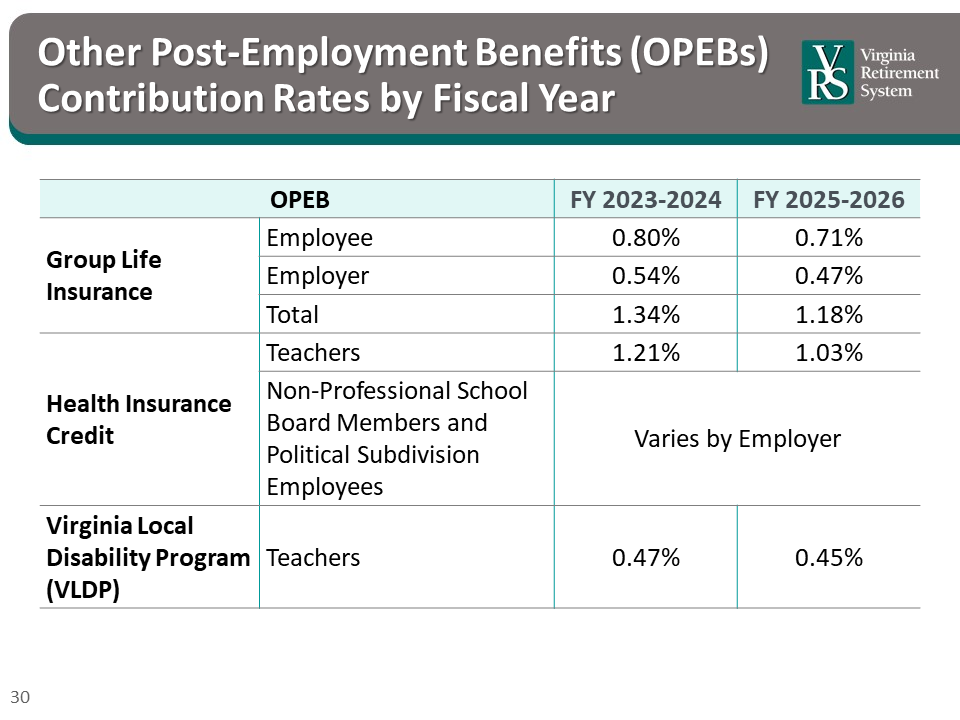 Other Post-Employment Benefits (OPEBs)
Contribution Rates by Fiscal Year
VRS
Virginia
Retirement
System
OPEB FY 2023-2024 FY 2025-2026
Group Life
Insurance
Employee 0.80% 0.71%
Employer 0.54% 0.47%
Total 1.34% 1.18%
Health Insurance
Credit
Teachers 1.21% 1.03%
Non-Professional School
Board Members and
Political Subdivision
Employees
Varies by Employer
Virginia Local
Disability Program
(VLDP)
Teachers 0.47% 0.45%
30